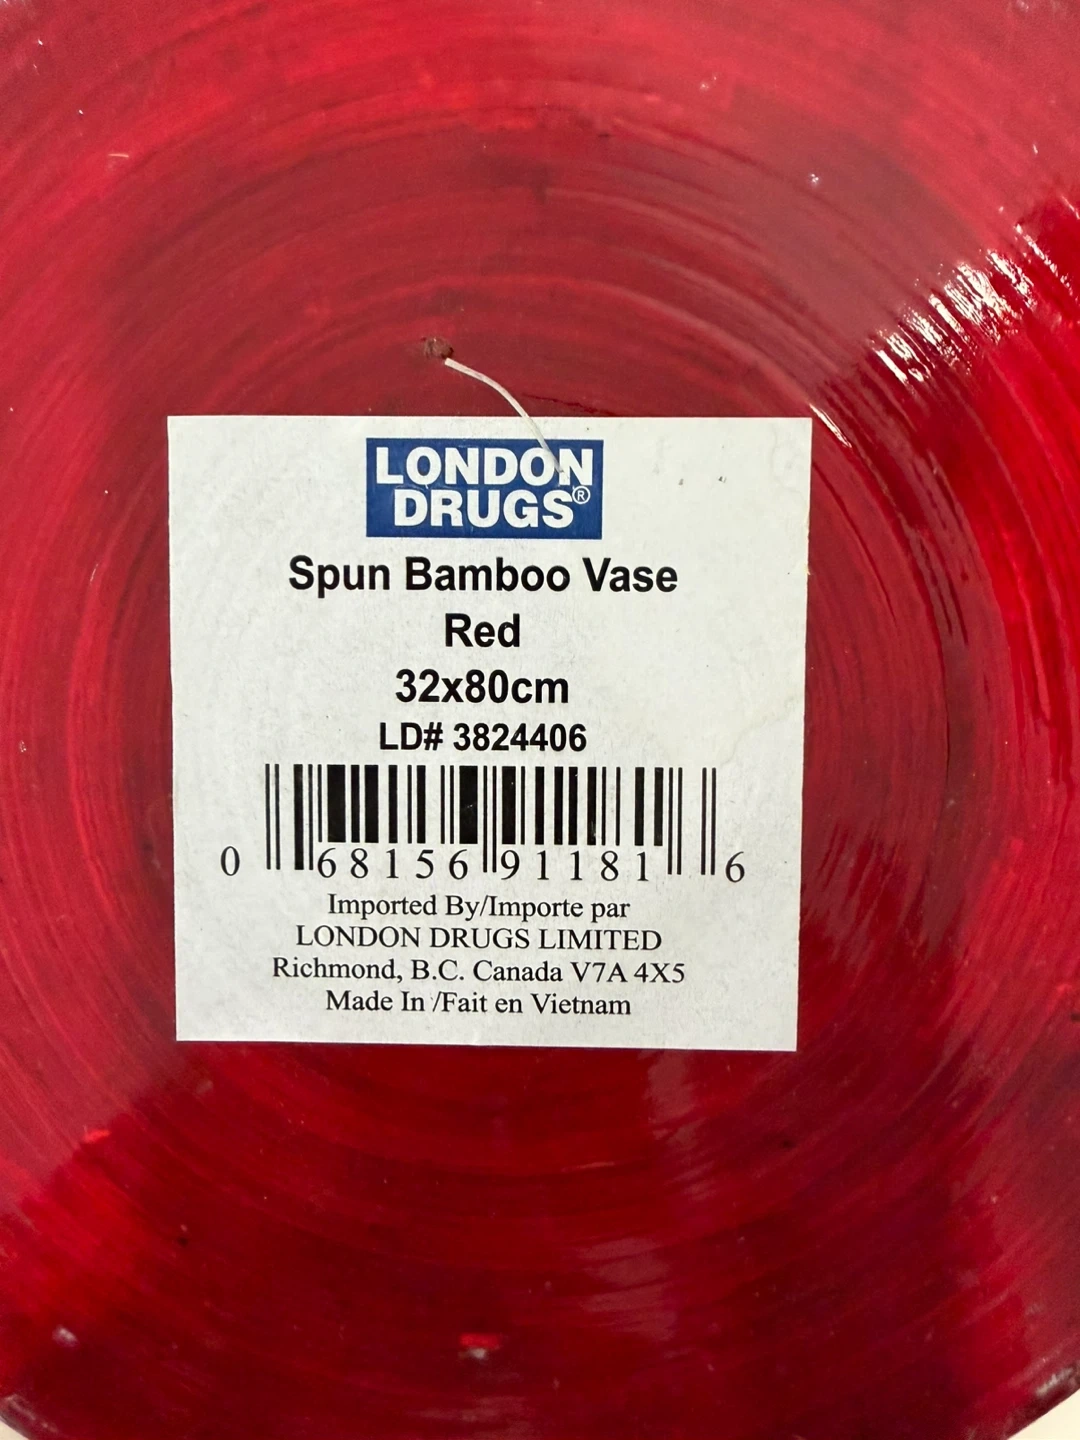 LONDON
DRUGS®
Spun Bamboo Vase
Red
32x80cm
LD# 3824406
0 68156 91181 6
Imported By/Importe par
LONDON DRUGS LIMITED
Richmond, B.C. Canada V7A 4X5
Made In /Fait en Vietnam